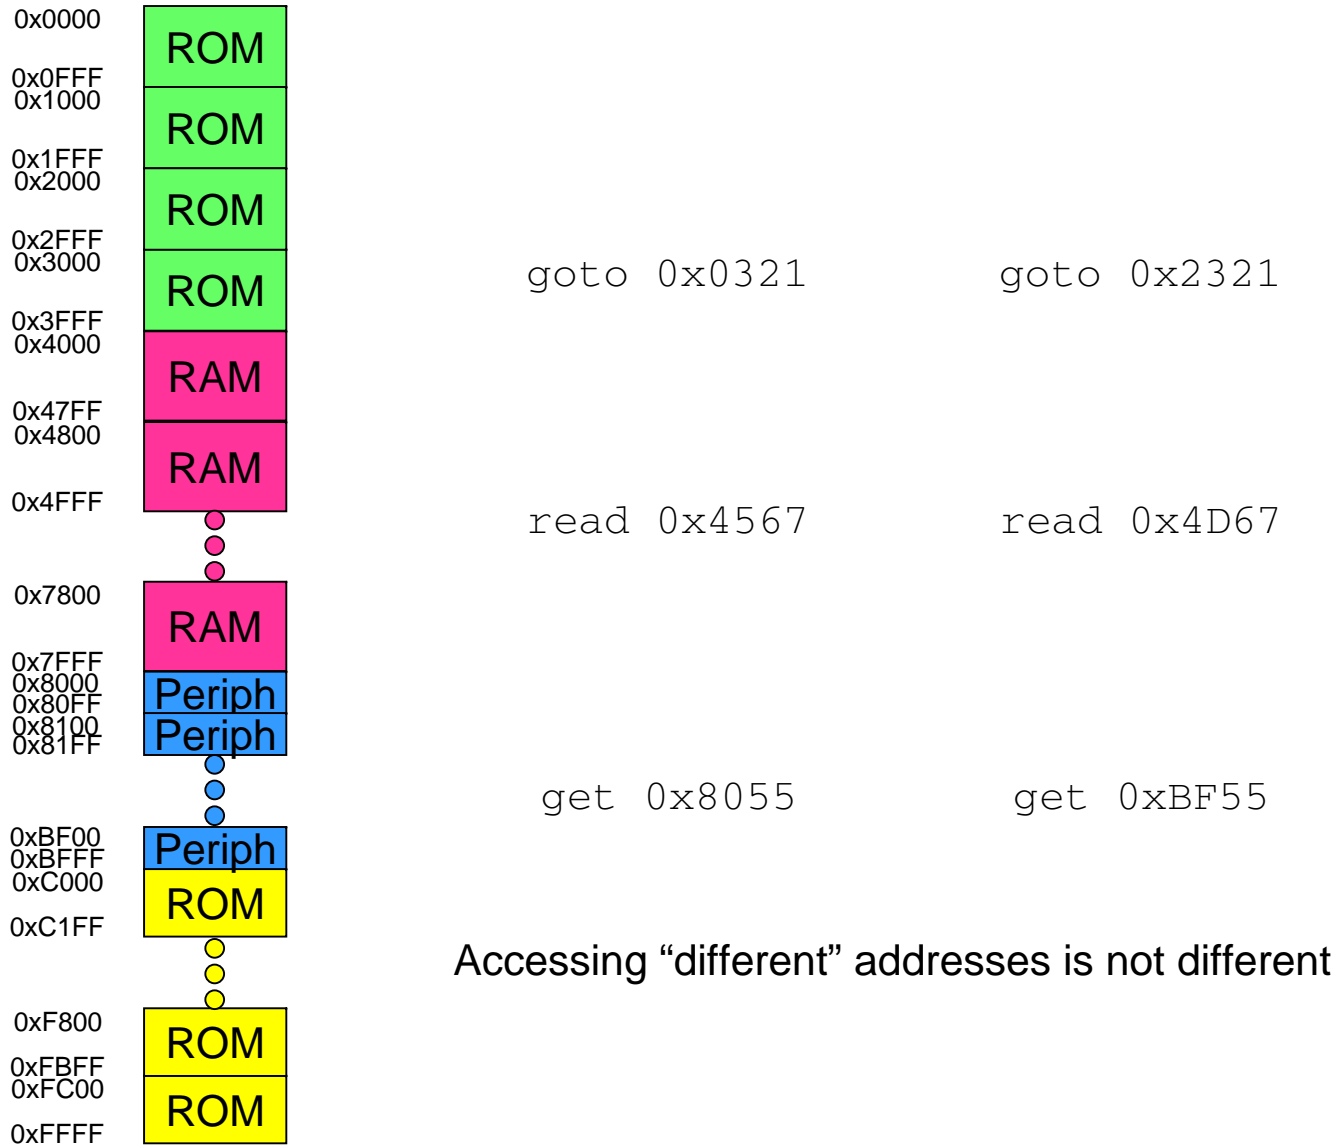 0x0000
ROM
0x0FFF
0x1000
ROM
0x1FFF
0x2000
ROM
0x2FFF
0x3000
ROM
goto 0x0321 goto 0x2321
0x3FFF
0x4000
RAM
0x47FF
0x4800
RAM
0x4FFF
read 0x4567 read 0x4D67
0x7800
RAM
0x7FFF
0x8000
Periph
0x80FF
0x8100
Periph
0x81FF
get 0x8055 get 0xBF55
0xBF00
Periph
0xBFFF
0xC000
ROM
0xC1FF
Accessing “different” addresses is not different
0xF800
ROM
0xFBFF
0xFC00
ROM
0xFFFF